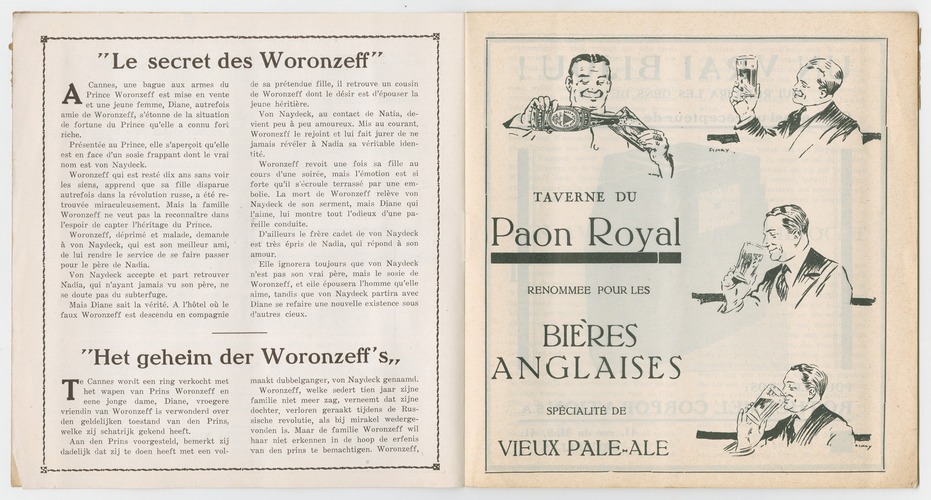 "Le secret des Woronzeff"
A Cannes, une bague aux armes du
Prince Woronzeff est mise en vente
et une jeune femme, Diane, autrefois
amie de Woronzeff, s'étonne de la situation
de fortune du Prince qu'elle a connu fort
riche.
Présentée au Prince, elle s'aperçoit qu'elle
est en face d'un sosie frappant dont le vrai
nom est von Naydeck.
Woronzeff qui est resté dix ans sans voir
les siens, apprend que sa fille disparue
autrefois dans la révolution russe, a été re-
trouvée miraculeusement. Mais la famille
Woronzeff ne veut pas la reconnaître dans
l'espoir de capter l'héritage du Prince.
Woronzeff, déprimé et malade, demande
à von Naydeck, qui est son meilleur ami,
de lui rendre le service de se faire passer
pour le père de Nadia.
Von Naydeck accepte et part retrouver
Nadia, qui n'ayant jamais vu son père, ne
se doute pas du subterfuge.
Mais Diane sait la vérité. A l'hôtel où le
faux Woronzeff est descendu en compagnie
de sa prétendue fille, il retrouve un cousin
de Woronzeff dont le désir est d'épouser la
jeune héritière.
Von Naydeck, au contact de Natia, de-
vient peu à peu amoureux. Mis au courant,
Woronezff le rejoint et lui fait jurer de ne
jamais révéler à Nadia sa véritable iden-
tité.
Woronzeff revoit une fois sa fille au
cours d'une soirée, mais l'émotion est si
forte qu'il s'écroule terrassé par une em-
bolie. La mort de Woronzeff relève von
Naydeck de son serment, mais Diane qui
l'aime, lui montre tout l'odieux d'une pa-
reille conduite.
D'ailleurs le frère cadet de von Naydeck
est très épris de Nadia, qui répond à son
amour.
Elle ignorera toujours que von Naydeck
n'est pas son vrai père, mais le sosie de
Woronzeff, et elle épousera l'homme qu'elle
aime, tandis que von Naydeck partira avec
Diane se refaire une nouvelle existence sous
d'autres cieux.
"Het geheim der Woronzeff's„
Te Cannes wordt een ring verkocht met
het wapen van Prins Woronzeff en
eene jonge dame, Diane, vroegere
vriendin van Woronzeff is verwonderd over
den geldelijken toestand van den Prins,
welke zij schatrijk gekend heeft.
Aan den Prins voorgesteld, bemerkt zij
dadelijk dat zij te doen heeft met een vol-
maakt dubbelganger, von Naydeck genaamd.
Woronzeff, welke sedert tien jaar zijne
familie niet meer zag, verneemt dat zijne
dochter, verloren geraakt tijdens de Rus-
sische revolutie, als bij mirakel wederge-
vonden is. Maar de familie Woronzeff wil
haar niet erkennen in de hoop de erfenis
van den prins te bemachtigen. Woronzeff,
TAVERNE DU
Paon Royal
RENOMMEE POUR LES
BIÈRES
ANGLAISES
SPÉCIALITÉ DE
VIEUX PALE-ALE